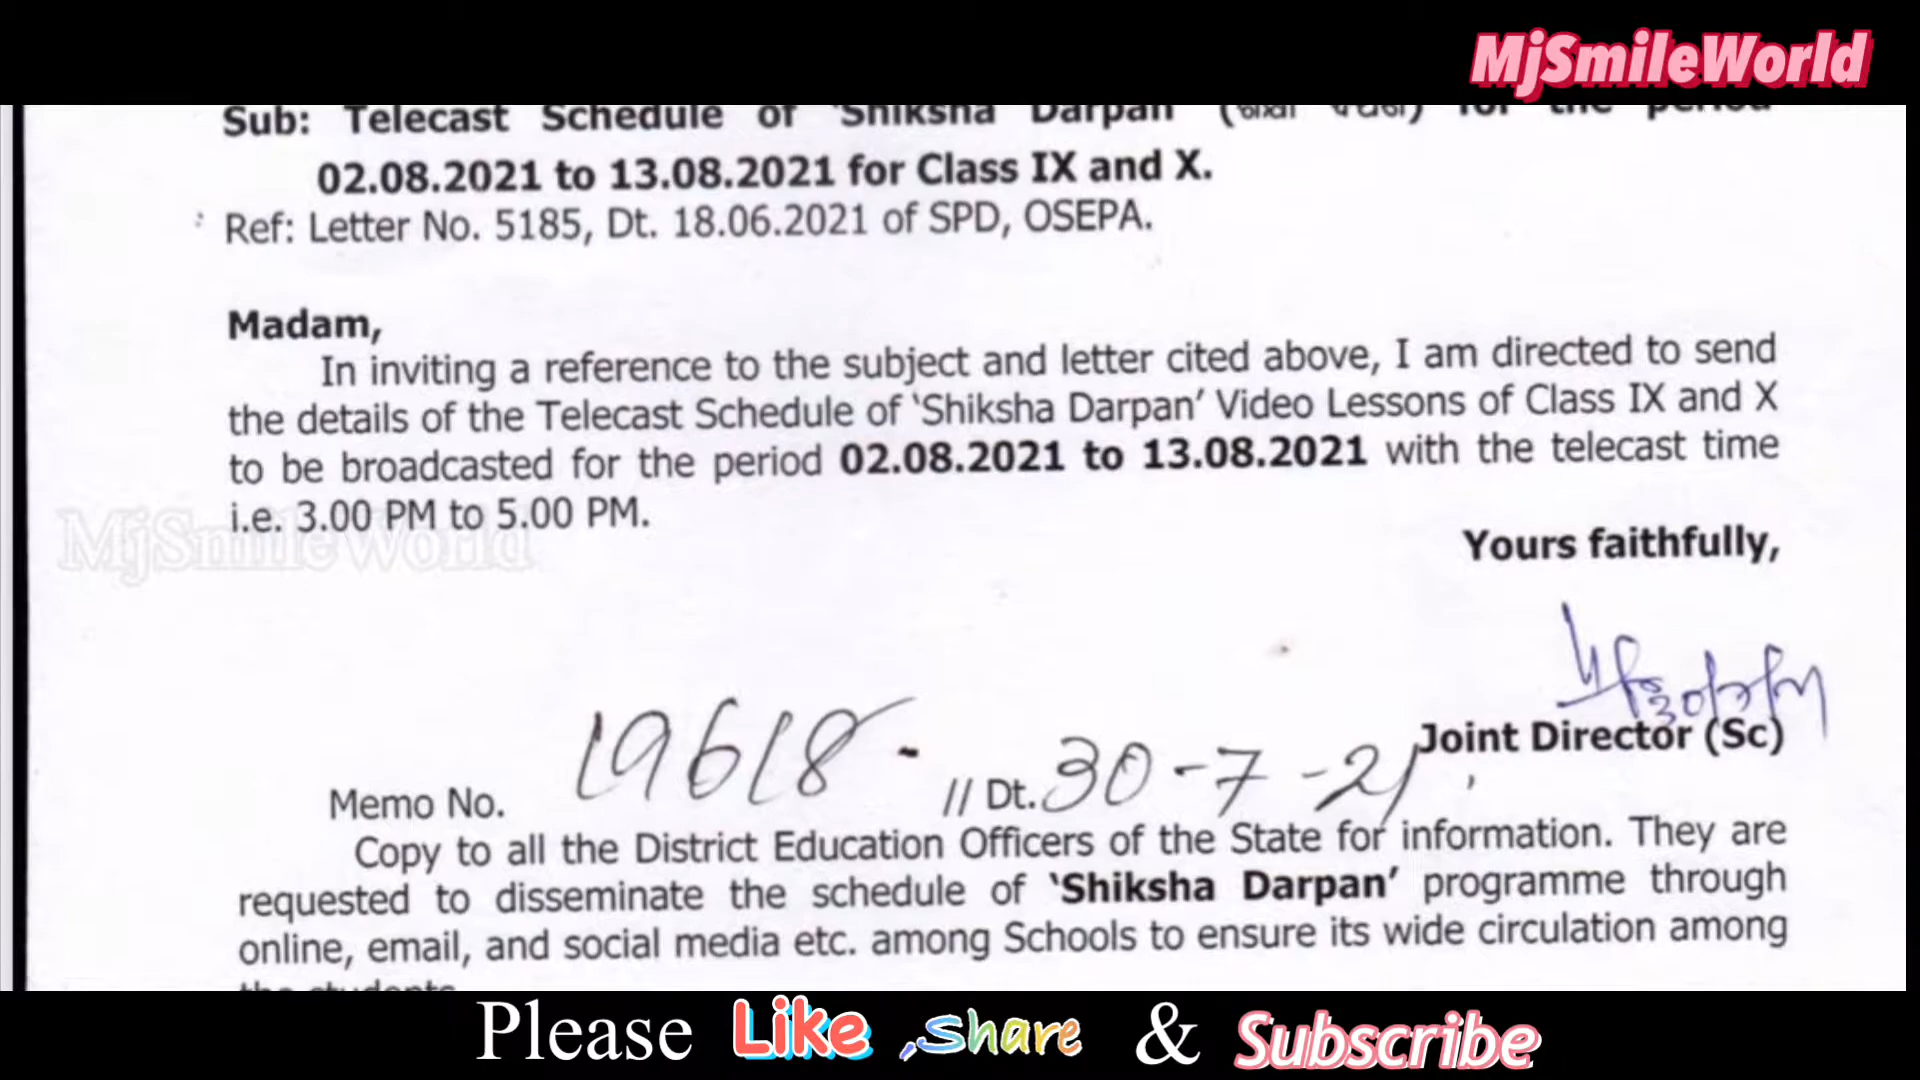 MjSmileWorld
Sub: Telecast Schedule of 'Shiksha Darpan ( ) for the period
02.08.2021 to 13.08.2021 for Class IX and X.
Ref: Letter No. 5185, Dt. 18.06.2021 of SPD, OSEPA.
Madam,
In inviting a reference to the subject and letter cited above, I am directed to send
the details of the Telecast Schedule of 'Shiksha Darpan' Video Lessons of Class IX and X
to be broadcasted for the period 02.08.2021 to 13.08.2021 with the telecast time
i.e. 3.00 PM to 5.00 PM.
MjSmileWorld
Yours faithfully,
Joint Director (Sc)
Memo No. 19618 - // Dt. 30-7-21
Copy to all the District Education Officers of the State for information. They are
requested to disseminate the schedule of 'Shiksha Darpan' programme through
online, email, and social media etc. among Schools to ensure its wide circulation among
the students
Please Like ,Share & Subscribe